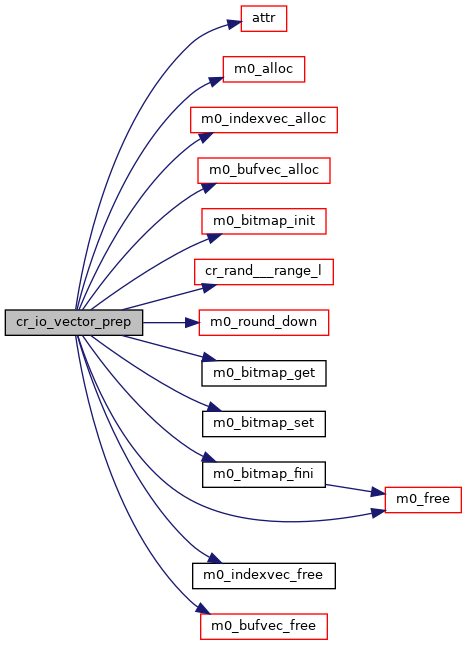 attr
m0_alloc
m0_indexvec_alloc
m0_bufvec_alloc
m0_bitmap_init
cr_rand___range_l
cr_io_vector_prep
m0_round_down
m0_bitmap_get
m0_bitmap_set
m0_bitmap_fini
m0_free
m0_indexvec_free
m0_bufvec_free